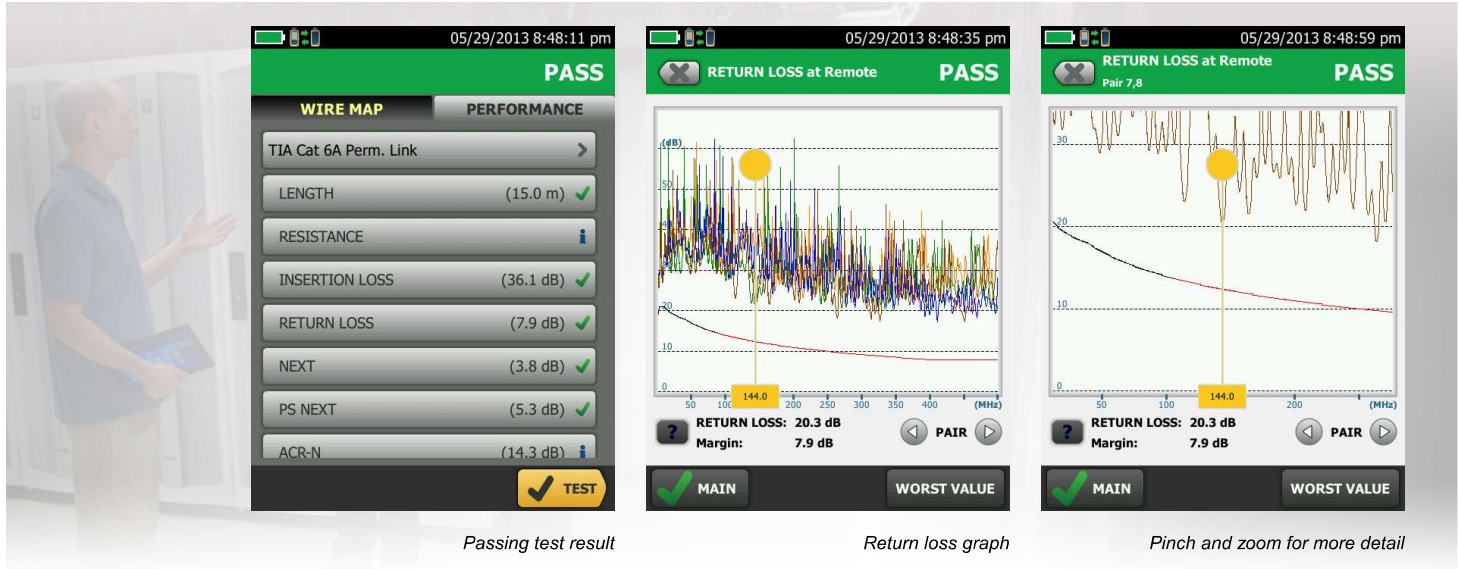 05/29/2013 8:48:11 pm
PASS
WIRE MAP
PERFORMANCE
TIA Cat 6A Perm. Link
LENGTH (15.0 m)
RESISTANCE
INSERTION LOSS (36.1 dB)
RETURN LOSS (7.9 dB)
NEXT (3.8 dB)
PS NEXT (5.3 dB)
ACR-N (14.3 dB)
TEST
Passing test result
05/29/2013 8:48:35 pm
RETURN LOSS at Remote
PASS
(dB)
50
40
20
10
0
50 100 144.0 200 250 300 350 400 (MHz)
RETURN LOSS: 20.3 dB
Margin: 7.9 dB
?
PAIR
MAIN
WORST VALUE
Return loss graph
05/29/2013 8:48:59 pm
RETURN LOSS at Remote
Pair 7,8
PASS
30
20
10
0
50 100 144.0 200 (MHz)
RETURN LOSS: 20.3 dB
Margin: 7.9 dB
?
PAIR
MAIN
WORST VALUE
Pinch and zoom for more detail